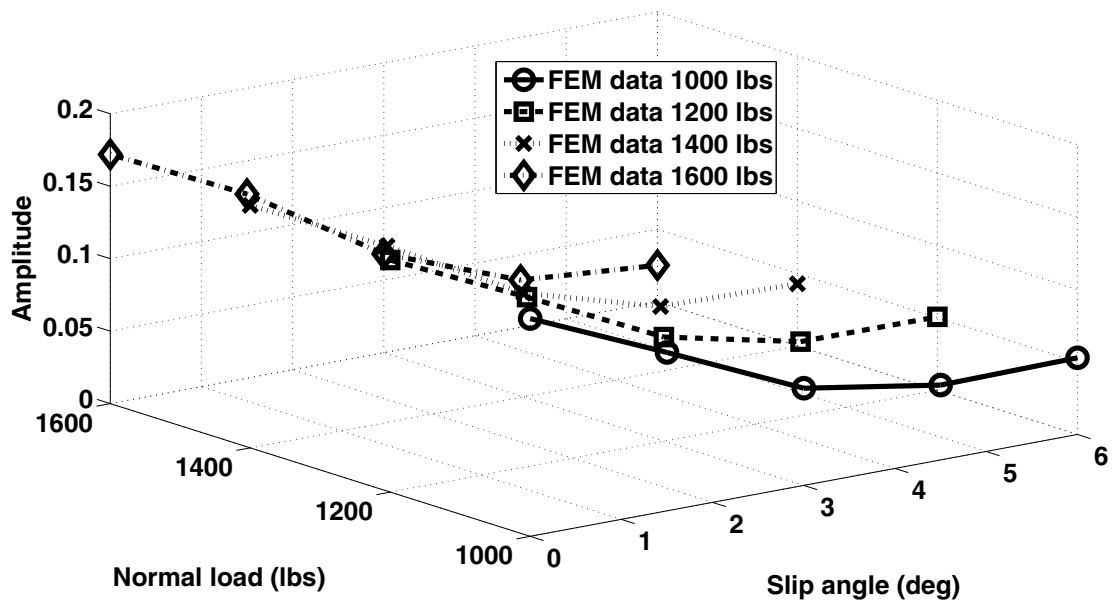 FEM data 1000 lbs
FEM data 1200 lbs
FEM data 1400 lbs
FEM data 1600 lbs
Amplitude
0.2
0.15
0.1
0.05
0
1600
1400
1200
1000
Normal load (lbs)
0
1
2
3
4
5
6
Slip angle (deg)